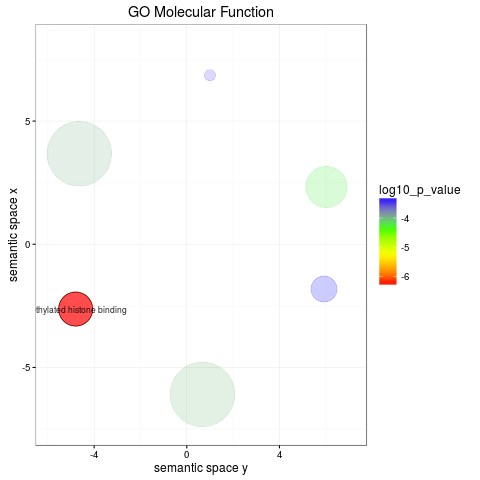 GO Molecular Function
semantic space x
5
0
-5
thylated histone binding
-4
0
4
semantic space y
log10_p_value
-4
-5
-6